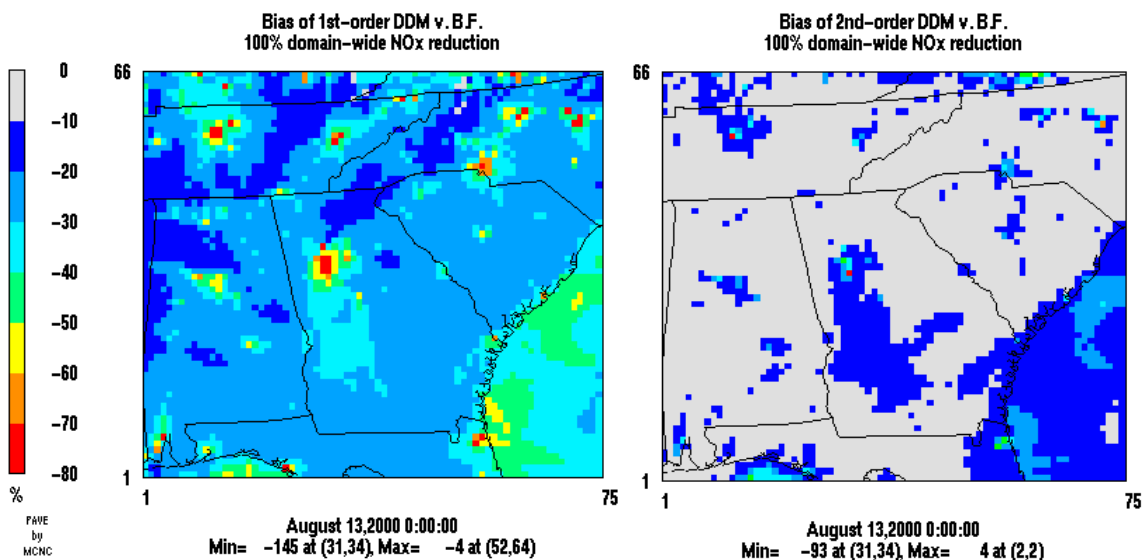 Bias of 1st-order DDM v. B.F.
100% domain-wide NOx reduction
Bias of 2nd-order DDM v. B.F.
100% domain-wide NOx reduction
0
-10
-20
-30
-40
-50
-60
-70
-80
%
PAVE
by
MCNC
66
1
1
75
August 13,2000 0:00:00
Min= -145 at (31,34), Max= -4 at (52,64)
66
1
1
75
August 13,2000 0:00:00
Min= -93 at (31,34), Max= 4 at (2,2)